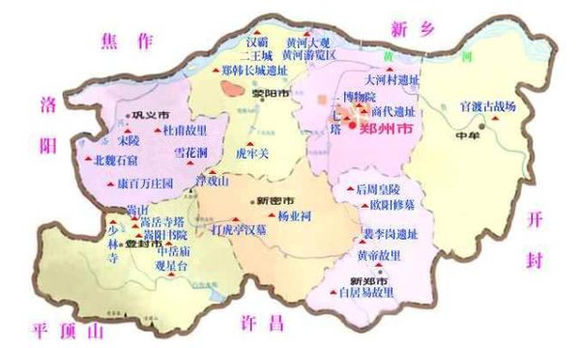 焦作
新乡
黄河
洛阳
开封
平顶山
许昌
汉霸
二王城
黄河大观
黄河游览区
郑韩长城遗址
荥阳市
大河村遗址
博物院
商代遗址
二七塔
郑州市
官渡古战场
中牟
巩义市
宋陵
杜甫故里
雪花洞
虎牢关
北魏石窟
康百万庄园
浮戏山
新密市
杨业祠
打虎亭汉墓
后周皇陵
欧阳修墓
裴李岗遗址
黄帝故里
新郑市
白居易故里
嵩山
嵩岳寺塔
嵩阳书院
少林寺
登封市
中岳庙
观星台